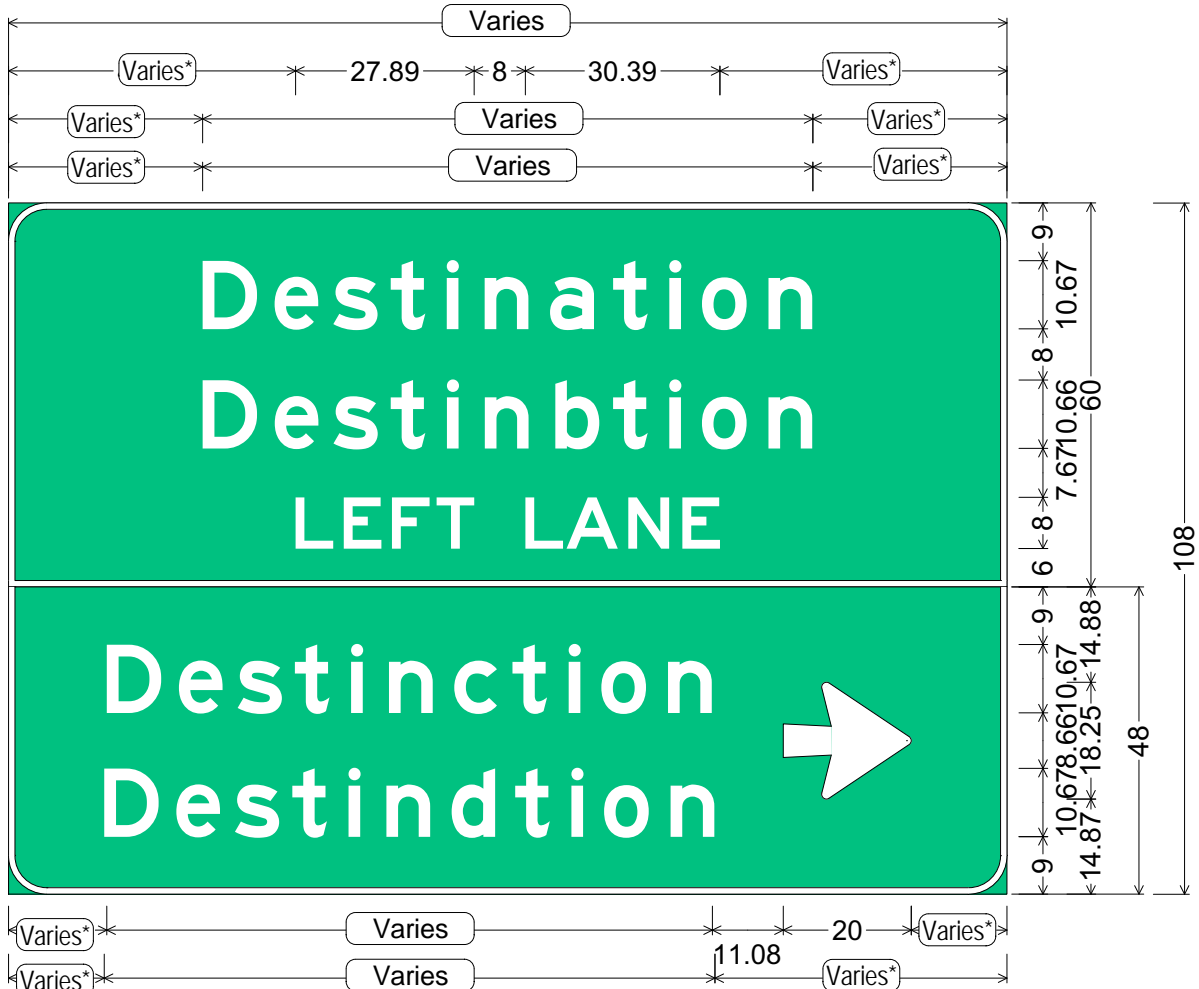 Varies
Varies* 27.89 8 30.39 Varies*
Varies* Varies Varies*
Varies* Varies Varies*
Destination
Destinbtion
LEFT LANE
Destinction
Destindtion
9
10.67
8
10.66
7.67
8
6
9
10.67
8.66
10.67
9
60
14.88
18.25
14.87
48
108
Varies* Varies 11.08 20 Varies*
Varies* Varies Varies*